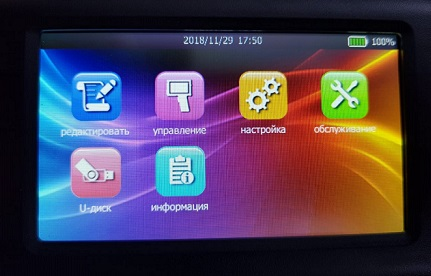 2018/11/29 17:50
100%
редактировать
управление
настройка
обслуживание
U-диск
информация